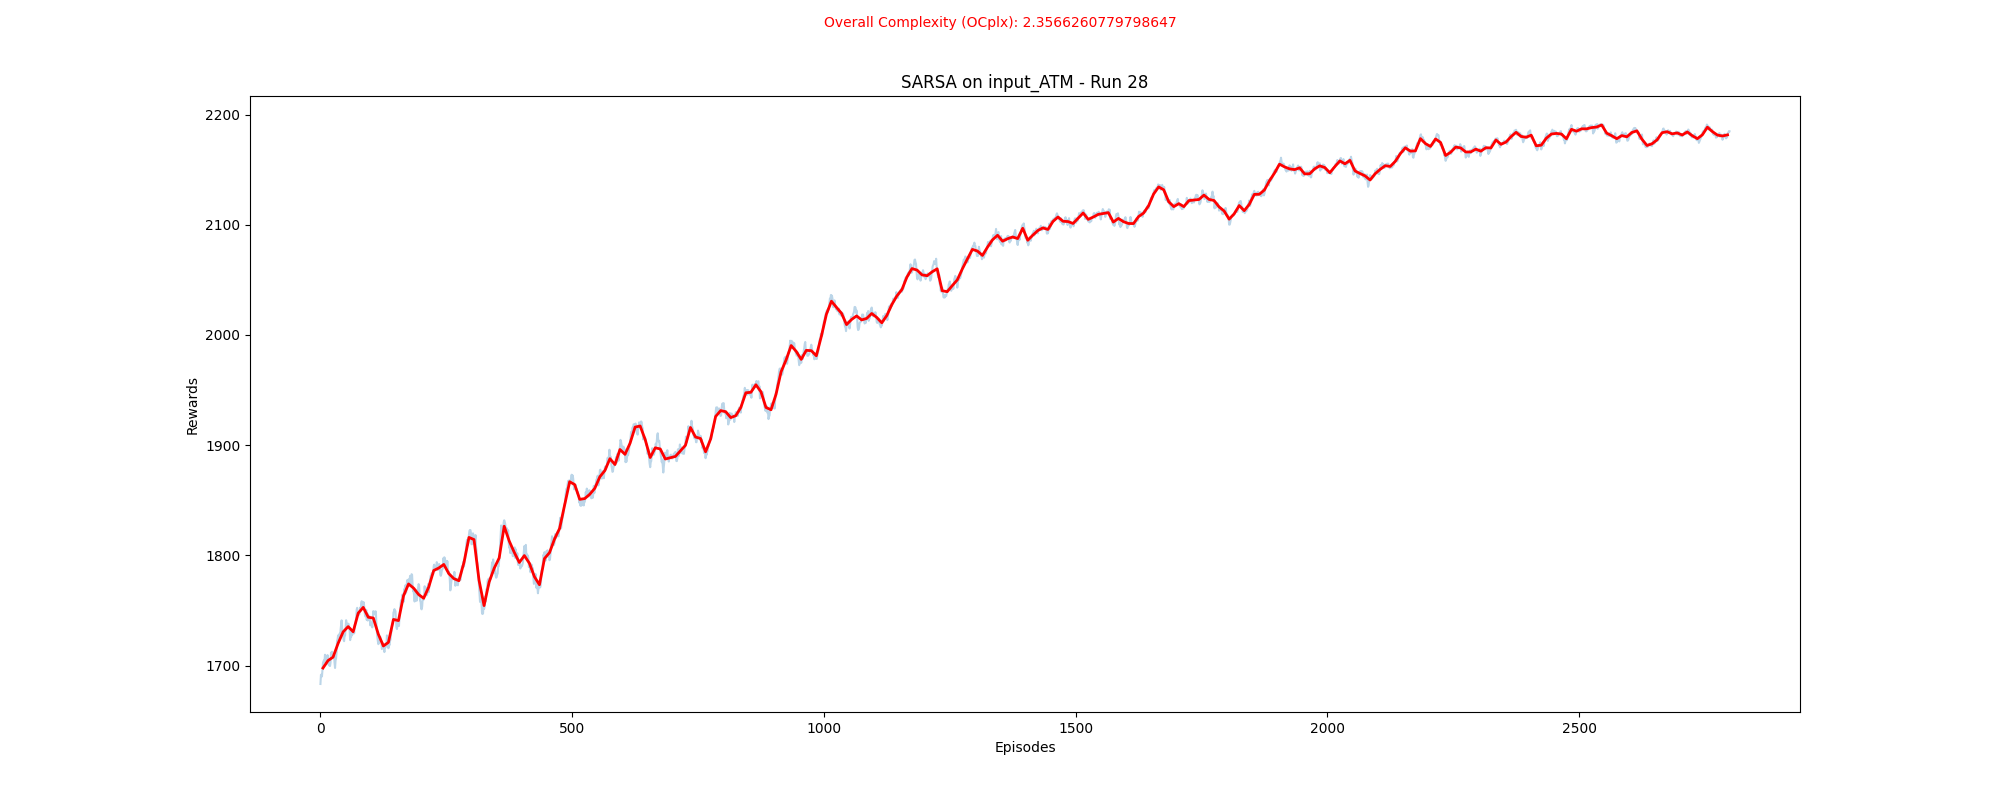 Overall Complexity (OCplx): 2.3566260779798647
SARSA on input_ATM - Run 28
2200
2100
2000
1900
1800
1700
Rewards
0 500 1000 1500 2000 2500
Episodes